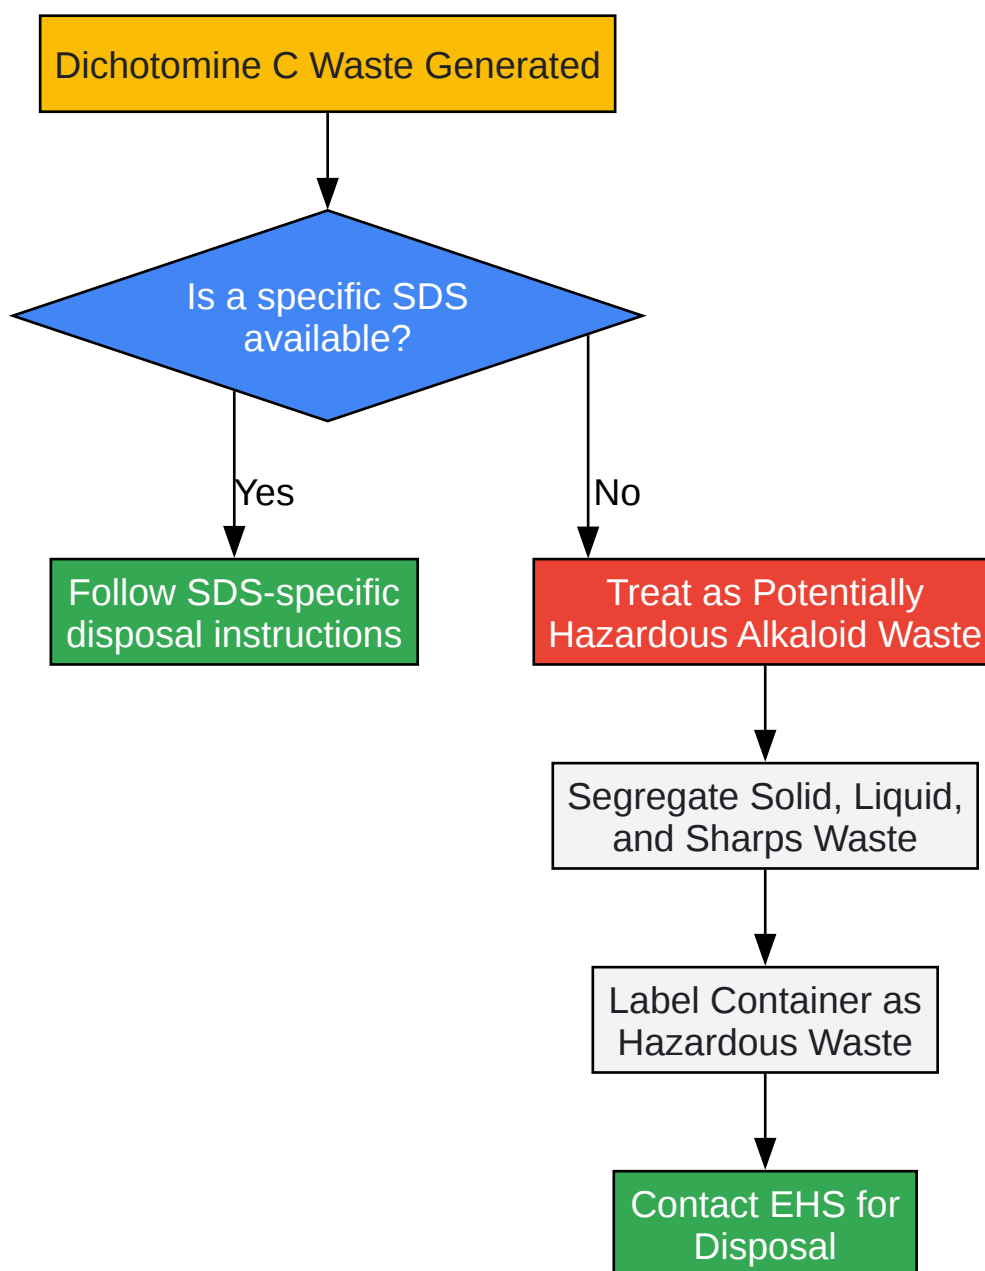 Dichotomine C Waste Generated
Is a specific SDS
available?
Yes
No
Follow SDS-specific
disposal instructions
Treat as Potentially
Hazardous Alkaloid Waste
Segregate Solid, Liquid,
and Sharps Waste
Label Container as
Hazardous Waste
Contact EHS for
Disposal